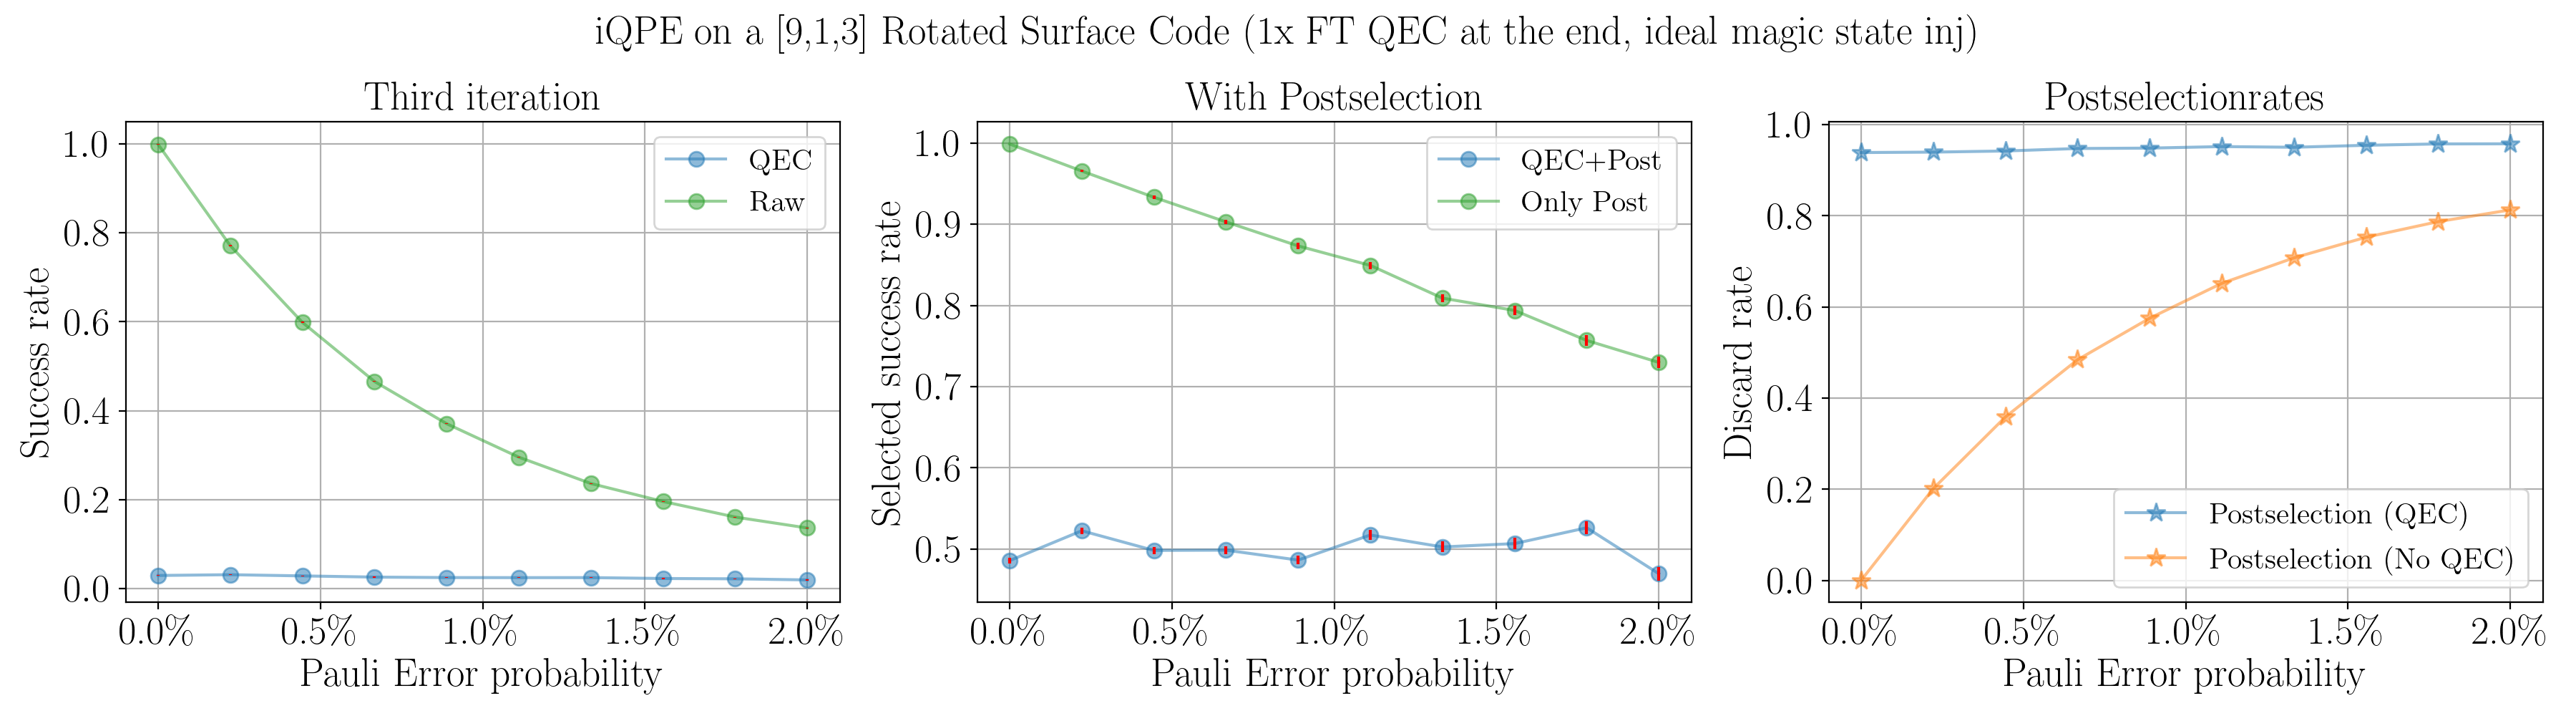 iQPE on a [9,1,3] Rotated Surface Code (1x FT QEC at the end, ideal magic state inj)
Third iteration
Success rate
1.0
0.8
0.6
0.4
0.2
0.0
QEC
Raw
0.0%
0.5%
1.0%
1.5%
2.0%
Pauli Error probability
With Postselection
Selected success rate
1.0
0.9
0.8
0.7
0.6
0.5
QEC+Post
Only Post
0.0%
0.5%
1.0%
1.5%
2.0%
Pauli Error probability
Postselectionrates
Discard rate
1.0
0.8
0.6
0.4
0.2
0.0
Postselection (QEC)
Postselection (No QEC)
0.0%
0.5%
1.0%
1.5%
2.0%
Pauli Error probability